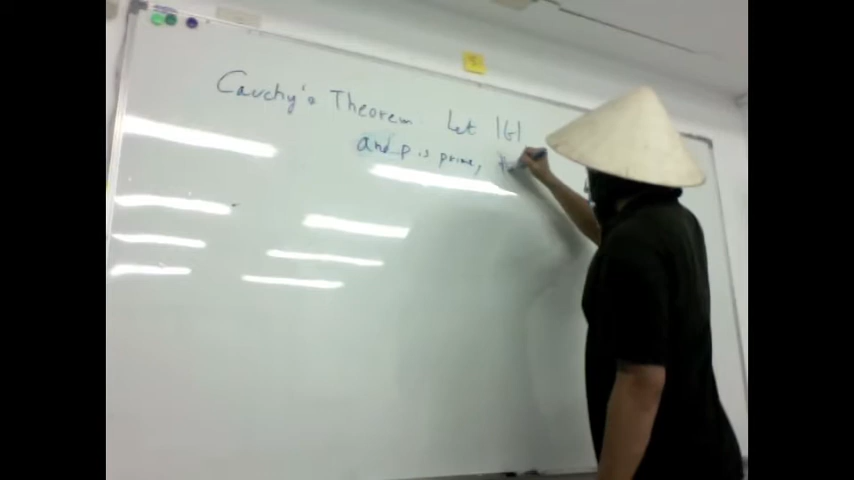 Cauchy's Theorem. Let |G|
and p is prime,